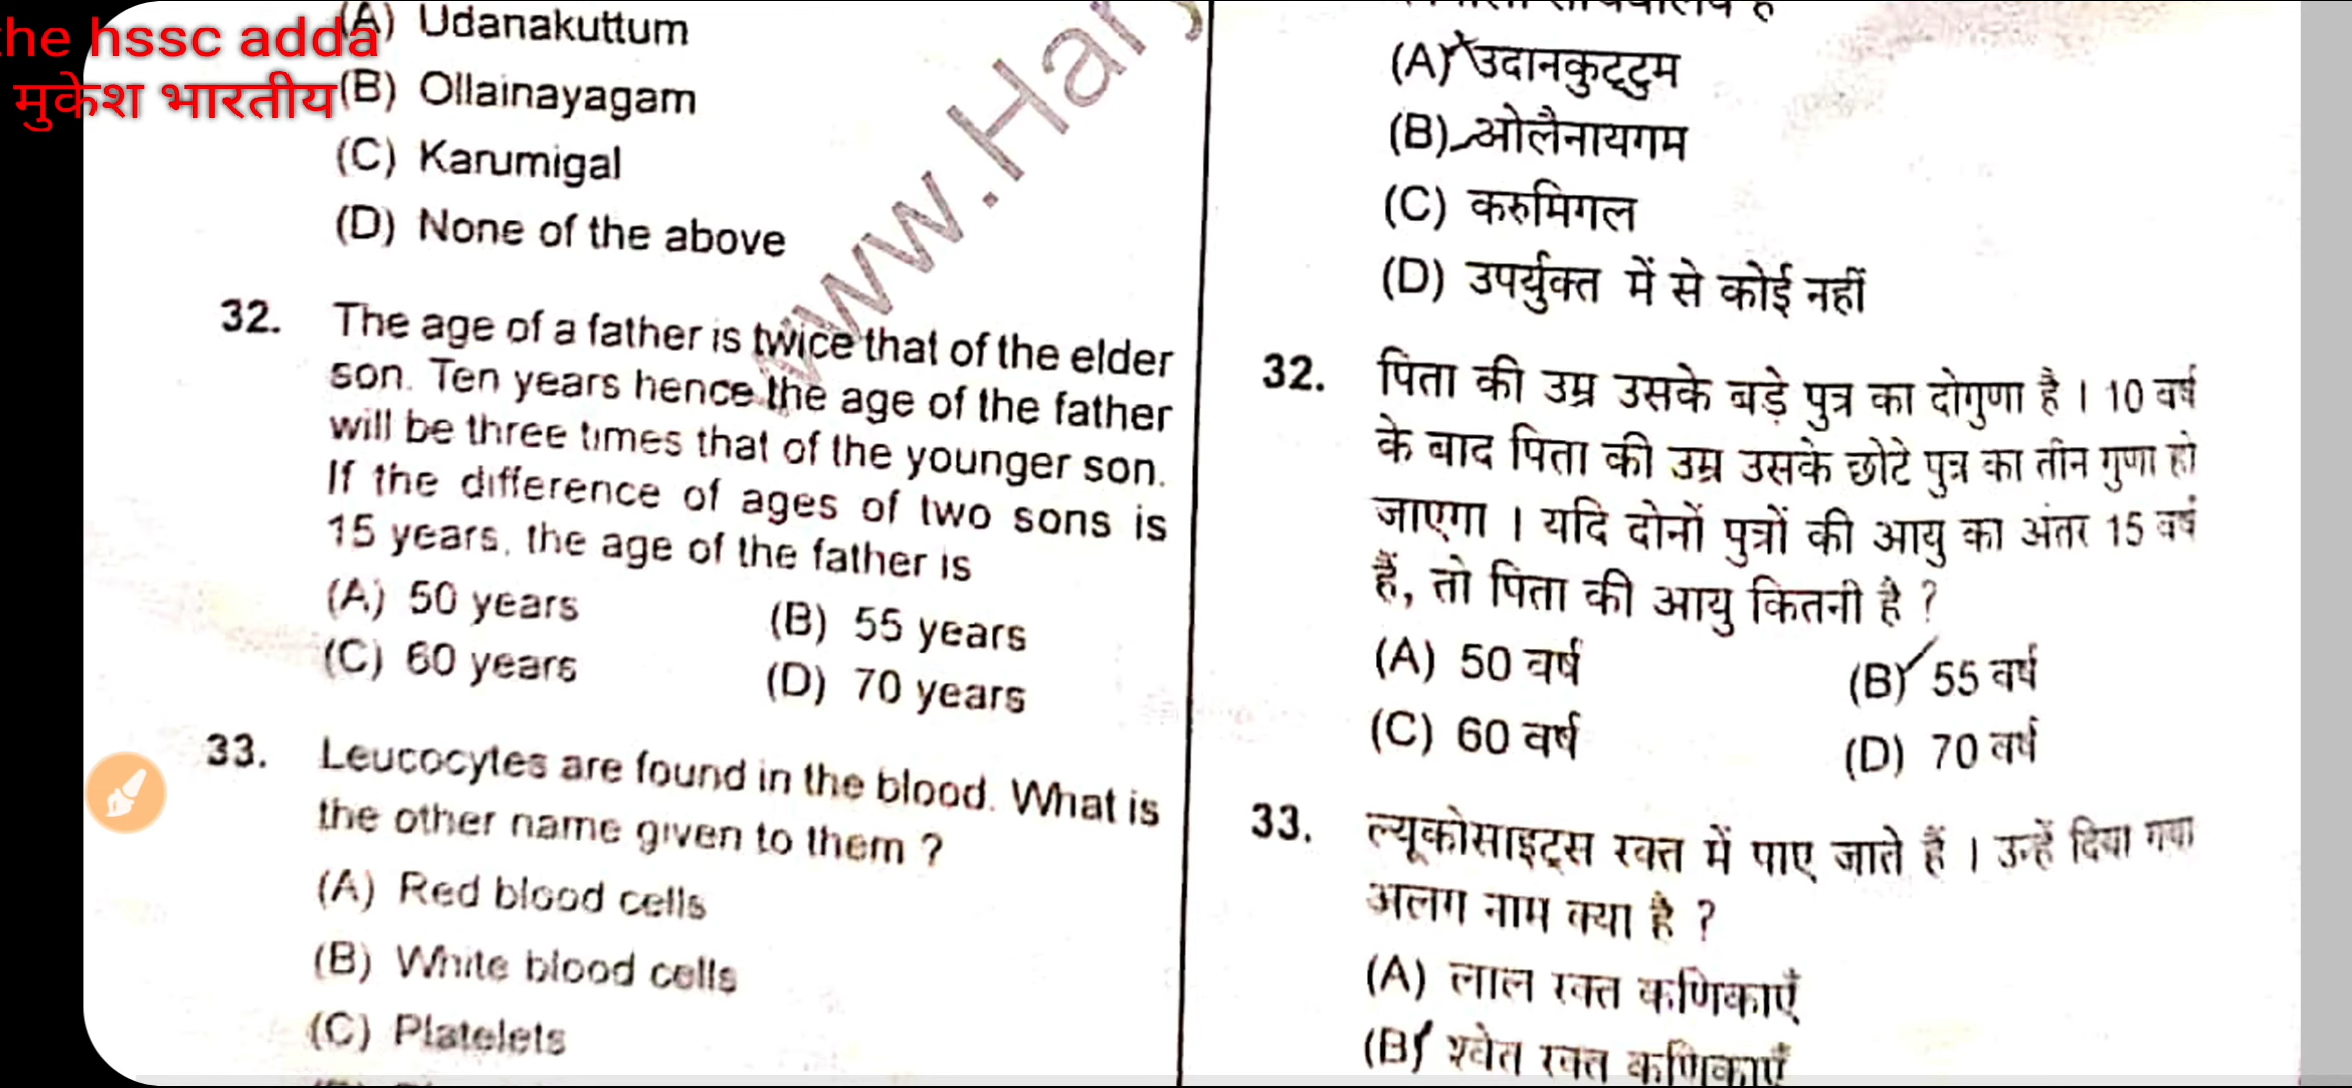 the hssc adda
मुकेश भारतीय
(A) Udanakuttum
(B) Ollainayagam
(C) Karumigal
(D) None of the above
32. The age of a father is twice that of the elder
son. Ten years hence the age of the father
will be three times that of the younger son.
If the difference of ages of two sons is
15 years, the age of the father is
(A) 50 years (B) 55 years
(C) 60 years (D) 70 years
33. Leucocytes are found in the blood. What is
the other name given to them ?
(A) Red blood cells
(B) White blood cells
(C) Platelets
www.Har
(A) उदानकुट्टुम
(B) ओलैनायगम
(C) करुमिगल
(D) उपर्युक्त में से कोई नहीं
32. पिता की उम्र उसके बड़े पुत्र का दोगुणा है । 10 वर्ष
के बाद पिता की उम्र उसके छोटे पुत्र का तीन गुणा हो
जाएगा । यदि दोनों पुत्रों की आयु का अंतर 15 वर्ष
हैं, तो पिता की आयु कितनी है ?
(A) 50 वर्ष (B) 55 वर्ष
(C) 60 वर्ष (D) 70 वर्ष
33. ल्यूकोसाइट्स रक्त में पाए जाते हैं । उन्हें दिया गया
अलग नाम क्या है ?
(A) लाल रक्त कणिकाएँ
(B) श्वेत रक्त कणिकाएँ